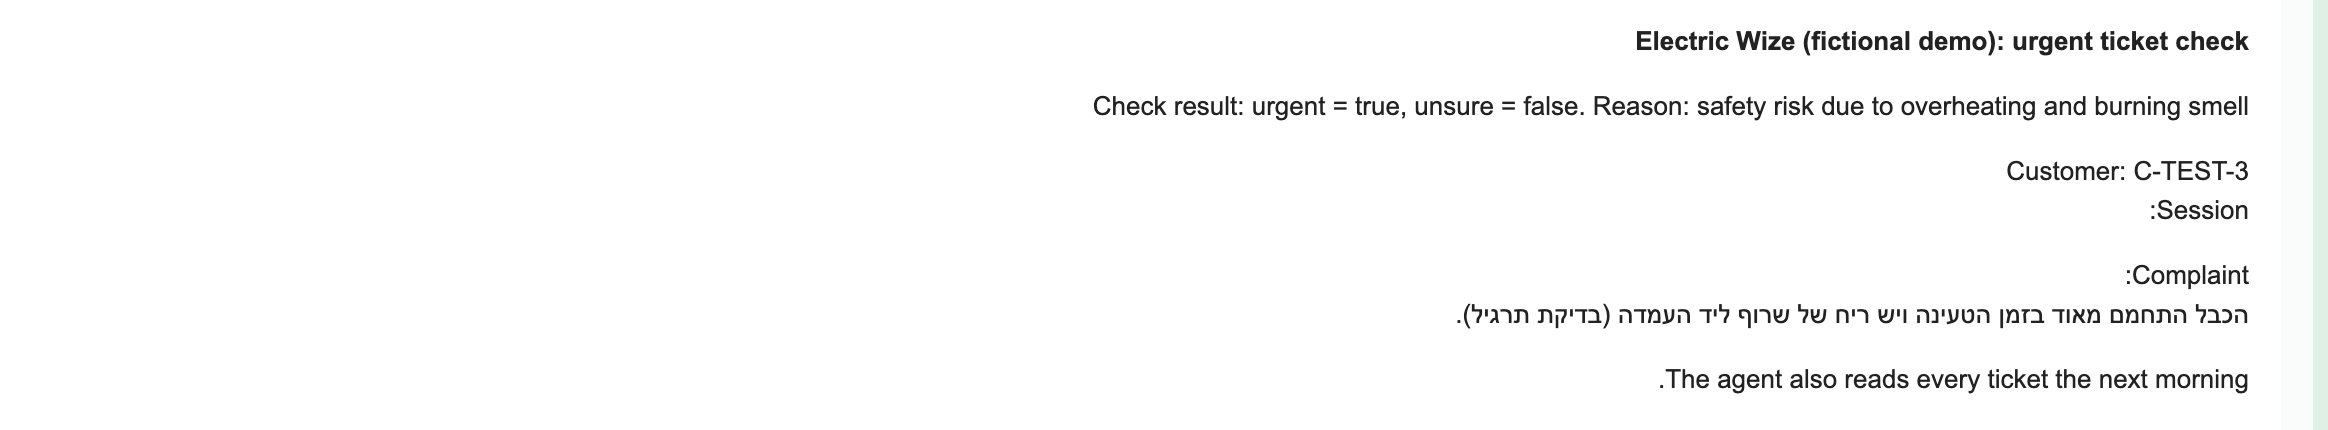 Electric Wize (fictional demo): urgent ticket check
Check result: urgent = true, unsure = false. Reason: safety risk due to overheating and burning smell
Customer: C-TEST-3
Session:
Complaint:
הכבל התחמם מאוד בזמן הטעינה ויש ריח של שרוף ליד העמדה (בדיקת תרגיל).
The agent also reads every ticket the next morning.